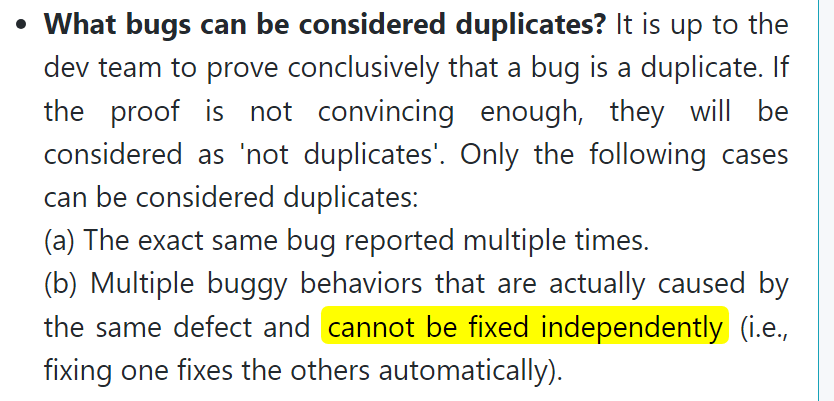 • What bugs can be considered duplicates? It is up to the
dev team to prove conclusively that a bug is a duplicate. If
the proof is not convincing enough, they will be
considered as 'not duplicates'. Only the following cases
can be considered duplicates:
(a) The exact same bug reported multiple times.
(b) Multiple buggy behaviors that are actually caused by
the same defect and cannot be fixed independently (i.e.,
fixing one fixes the others automatically).